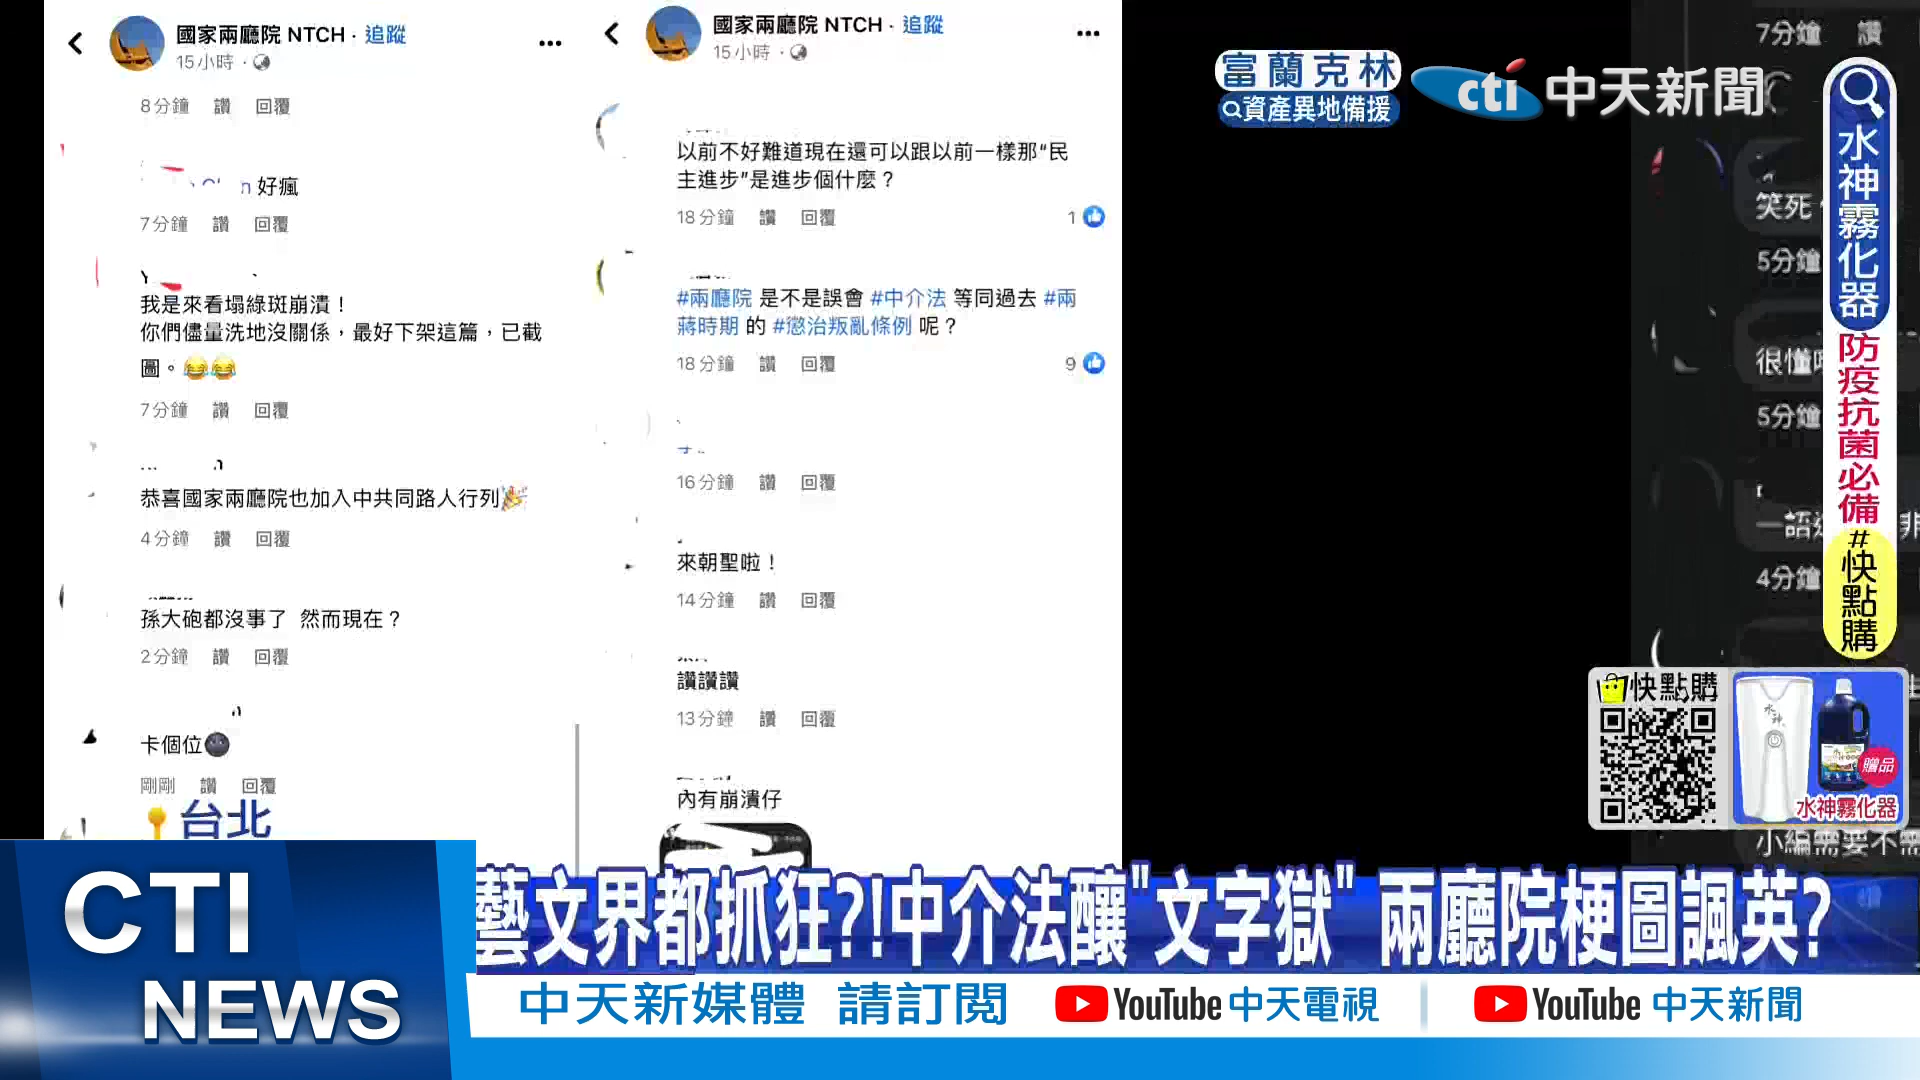 國家兩廳院 NTCH · 追蹤
15小時
8分鐘 讚 回覆
好瘋
7分鐘 讚 回覆
我是來看塌綠斑崩潰！
你們儘量洗地沒關係，最好下架這篇，已截
圖。😂😂
7分鐘 讚 回覆
恭喜國家兩廳院也加入中共同路人行列🎉
4分鐘 讚 回覆
孫大砲都沒事了 然而現在？
2分鐘 讚 回覆
卡個位🌚
剛剛 讚 回覆
台北
國家兩廳院 NTCH · 追蹤
15小時
以前不好難道現在還可以跟以前一樣那“民
主進步”是進步個什麼？
18分鐘 讚 回覆 1
#兩廳院 是不是誤會 #中介法 等同過去 #兩
蔣時期 的 #懲治叛亂條例 呢？
18分鐘 讚 回覆 9
16分鐘 讚 回覆
來朝聖啦！
14分鐘 讚 回覆
讚讚讚
13分鐘 讚 回覆
內有崩潰仔
富蘭克林
資產異地備援
cti 中天新聞
7分鐘 讚
笑死
5分鐘
很懂
5分鐘
一語
4分鐘
小編需要不需
水神霧化器
防疫抗菌必備
#快點購
快點購
水神
贈品
水神霧化器
CTI
NEWS
藝文界都抓狂?!中介法釀"文字獄" 兩廳院梗圖諷英?
中天新媒體 請訂閱 YouTube 中天電視 YouTube 中天新聞